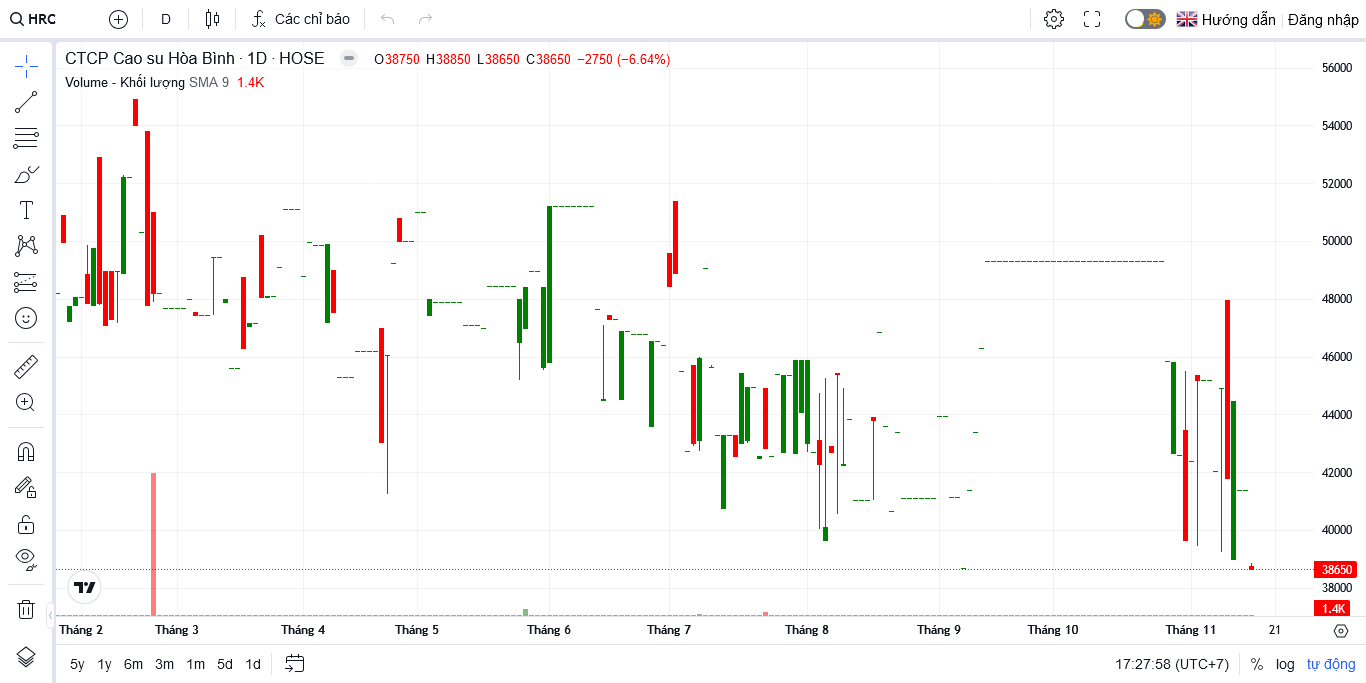 HRC D Các chỉ báo Hướng dẫn Đăng nhập
CTCP Cao su Hòa Bình · 1D · HOSE O38750 H38850 L38650 C38650 −2750 (−6.64%)
Volume - Khối lượng SMA 9 1.4K
56000
54000
52000
50000
48000
46000
44000
42000
40000
38650
38000
1.4K
Tháng 2 Tháng 3 Tháng 4 Tháng 5 Tháng 6 Tháng 7 Tháng 8 Tháng 9 Tháng 10 Tháng 11 21
5y 1y 6m 3m 1m 5d 1d 17:27:58 (UTC+7) % log tự động